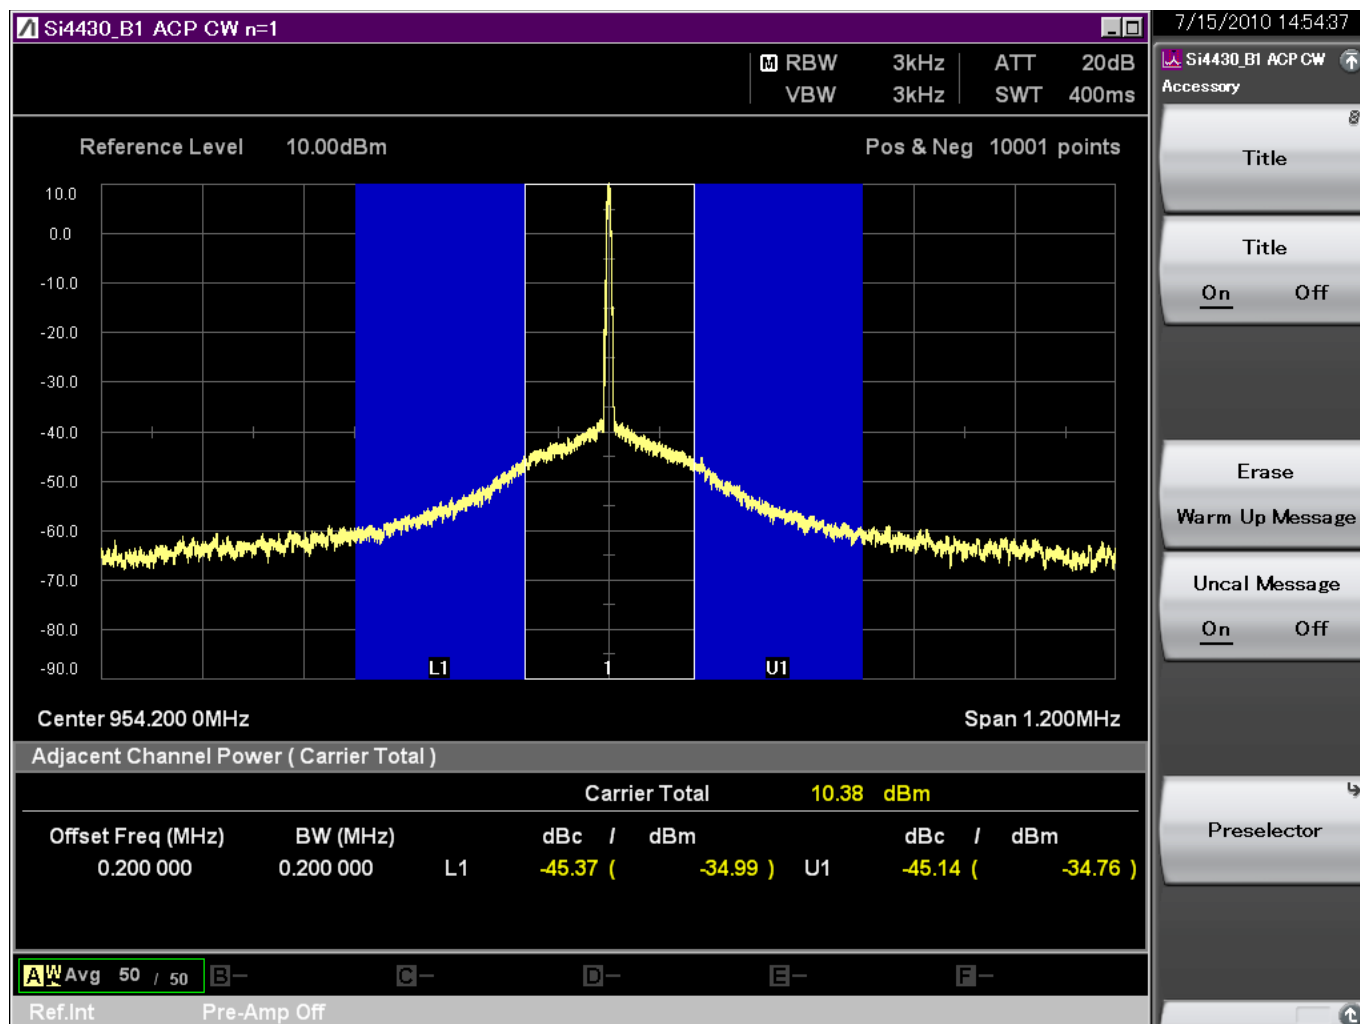 Si4430_B1 ACP CW n=1
7/15/2010 14:54:37
M RBW 3kHz ATT 20dB
VBW 3kHz SWT 400ms
Reference Level 10.00dBm Pos & Neg 10001 points
10.0
0.0
-10.0
-20.0
-30.0
-40.0
-50.0
-60.0
-70.0
-80.0
-90.0
L1 1 U1
Center 954.200 0MHz Span 1.200MHz
Adjacent Channel Power ( Carrier Total )
Carrier Total 10.38 dBm
Offset Freq (MHz) BW (MHz) dBc / dBm dBc / dBm
0.200 000 0.200 000 L1 -45.37 ( -34.99 ) U1 -45.14 ( -34.76 )
A W Avg 50 / 50 B- C- D- E- F-
Ref.Int Pre-Amp Off
Si4430_B1 ACP CW
Accessory
Title
Title
On Off
Erase
Warm Up Message
Uncal Message
On Off
Preselector